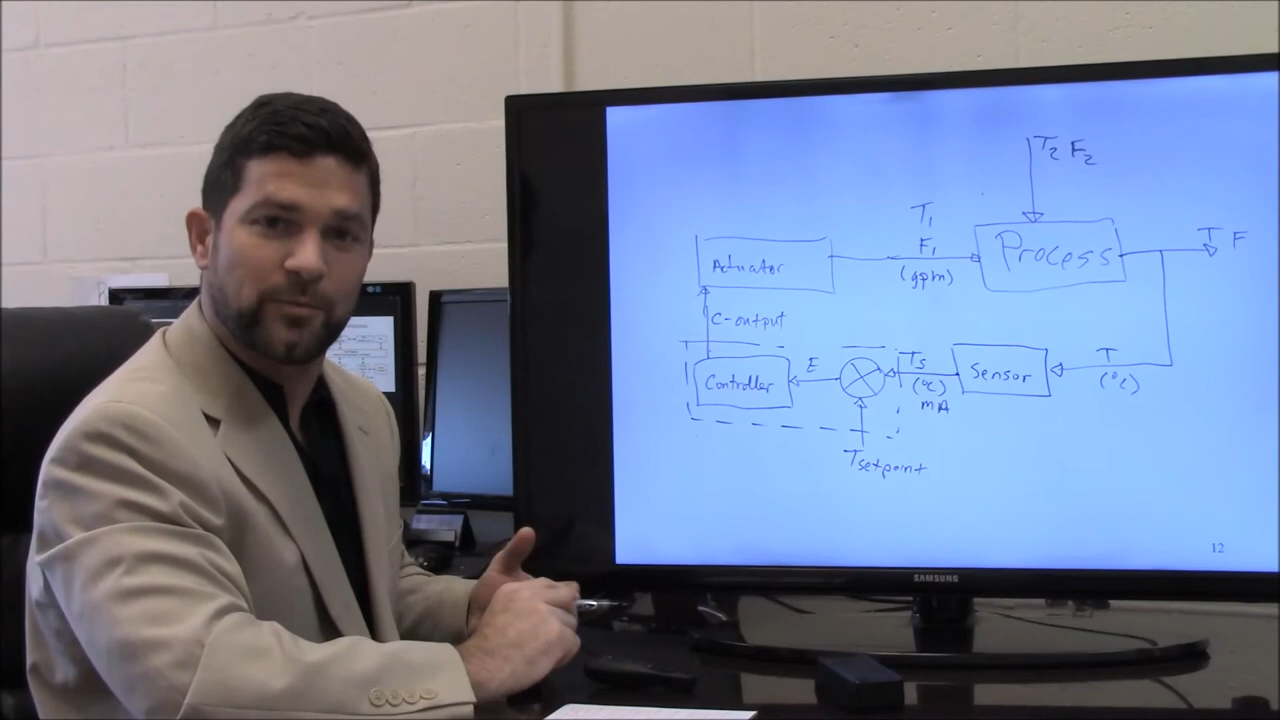 T₂ F₂
T₁
F₁
(gpm)
Process
T F
Actuator
C-output
Controller
E
Ts
(°C)
mA
Sensor
T
(°C)
Tsetpoint
12
SAMSUNG